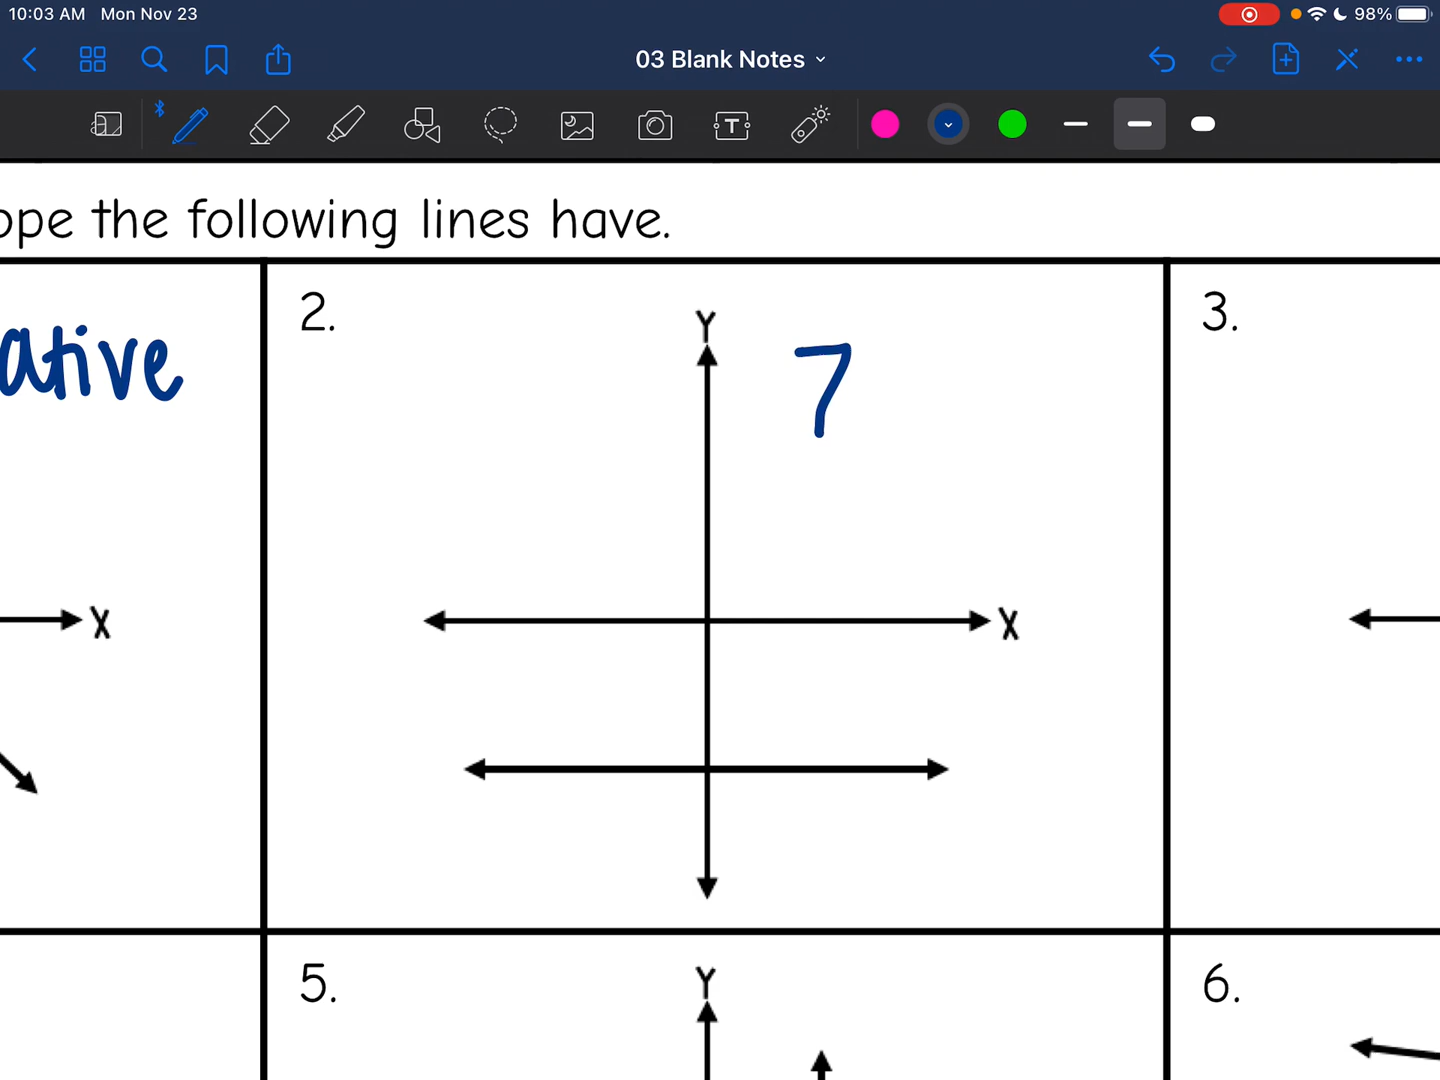 10:03 AM Mon Nov 23 98%
03 Blank Notes
T
ope the following lines have.
ative
2.
Y
7
3.
X
X
5.
Y
6.